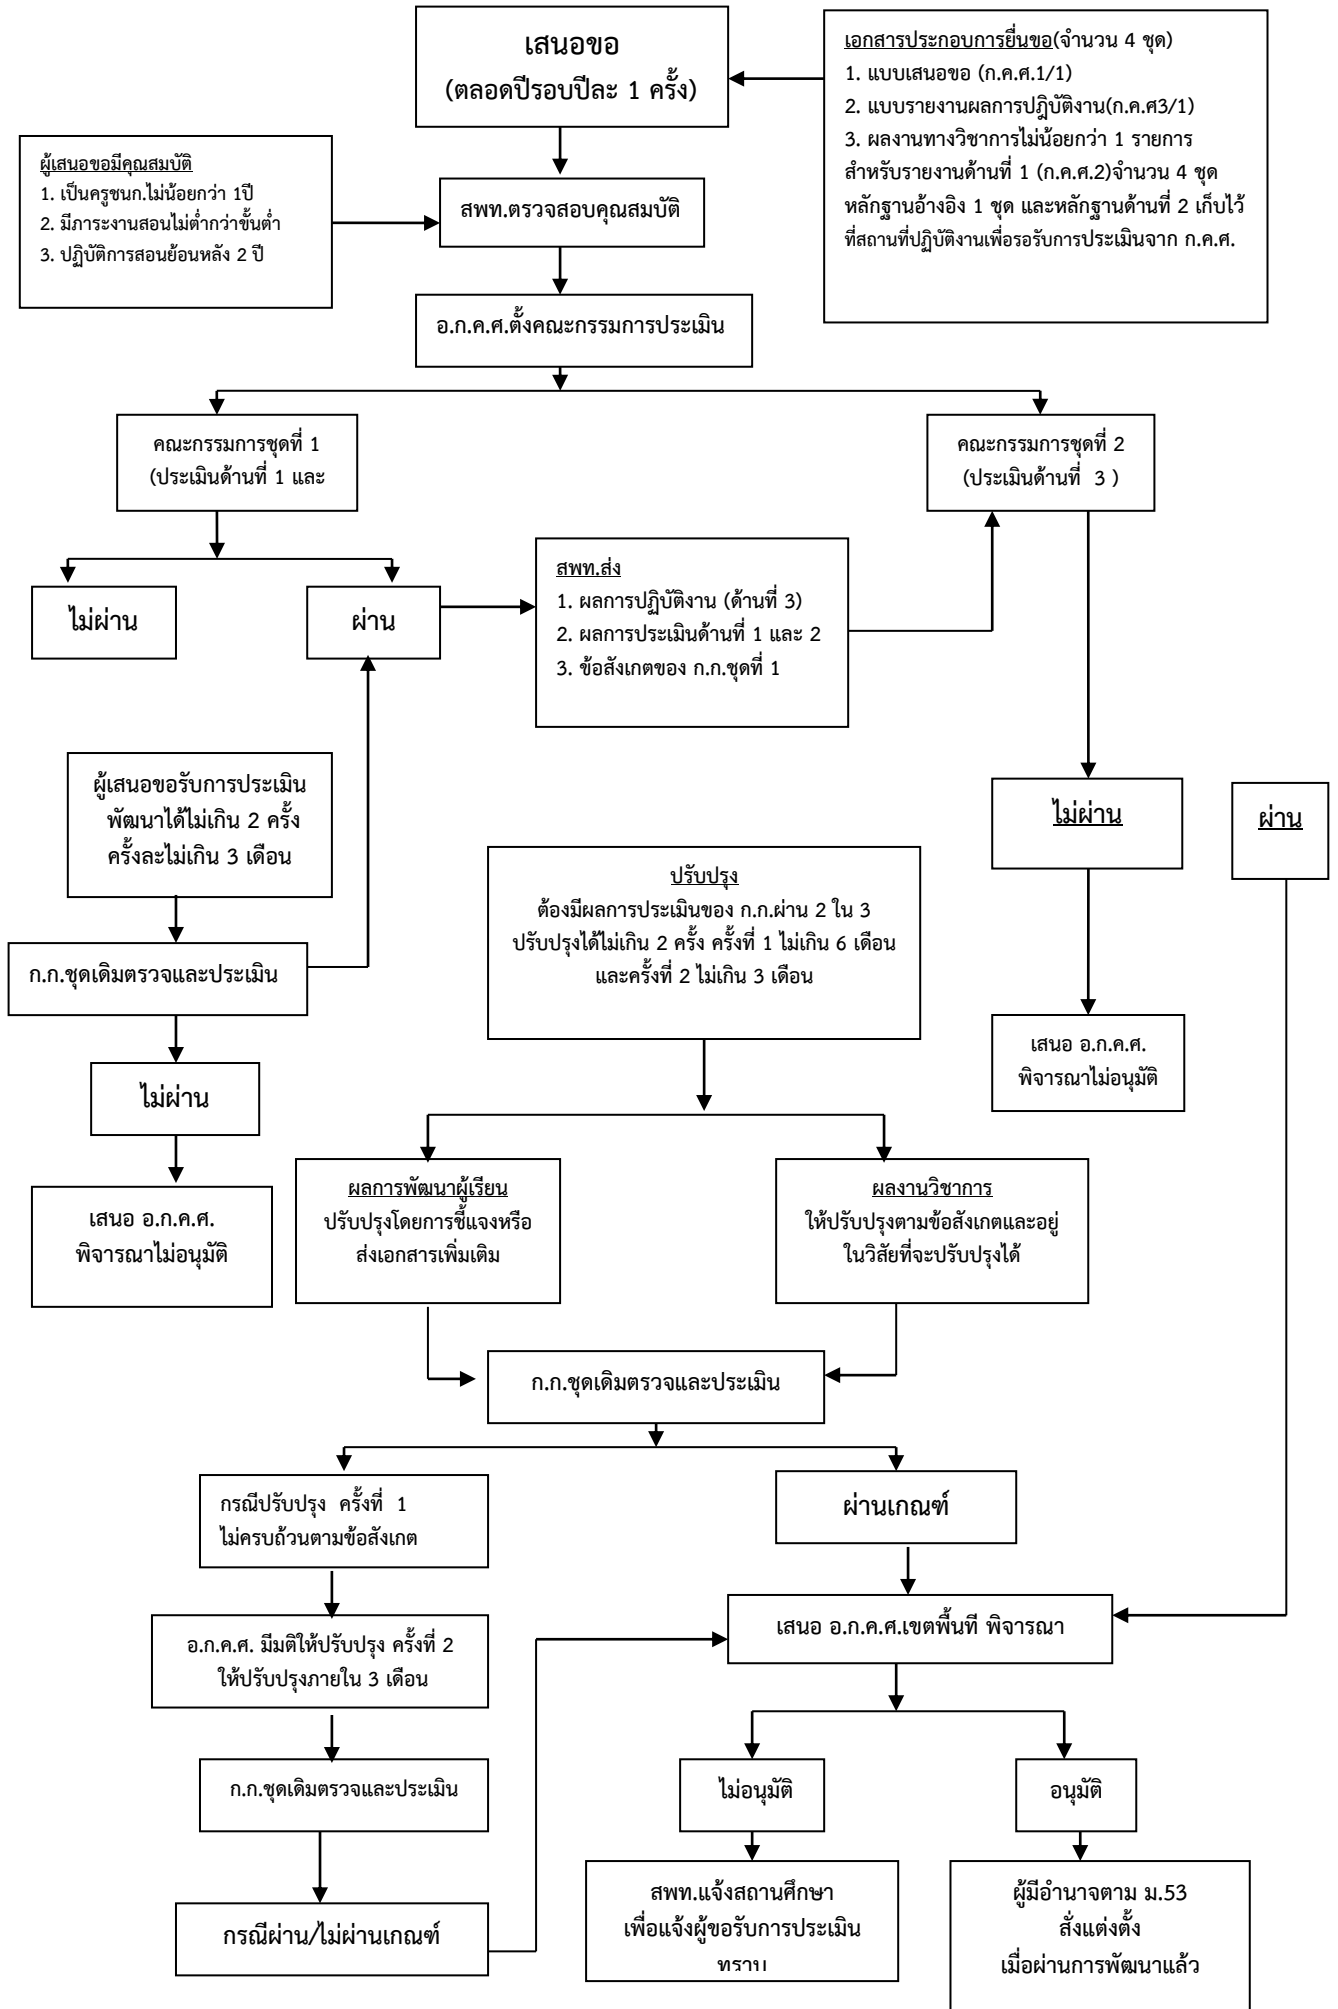 เสนอขอ
(ตลอดปีรอบปีละ 1 ครั้ง)
เอกสารประกอบการยื่นขอ(จำนวน 4 ชุด)
1. แบบเสนอขอ (ก.ค.ศ.1/1)
2. แบบรายงานผลการปฎิบัติงาน(ก.ค.ศ3/1)
3. ผลงานทางวิชาการไม่น้อยกว่า 1 รายการ
สำหรับรายงานด้านที่ 1 (ก.ค.ศ.2)จำนวน 4 ชุด
หลักฐานอ้างอิง 1 ชุด และหลักฐานด้านที่ 2 เก็บไว้
ที่สถานที่ปฏิบัติงานเพื่อรอรับการประเมินจาก ก.ค.ศ.
ผู้เสนอขอมีคุณสมบัติ
1. เป็นครูชนก.ไม่น้อยกว่า 1ปี
2. มีภาระงานสอนไม่ต่ำกว่าขั้นต่ำ
3. ปฏิบัติการสอนย้อนหลัง 2 ปี
สพท.ตรวจสอบคุณสมบัติ
อ.ก.ค.ศ.ตั้งคณะกรรมการประเมิน
คณะกรรมการชุดที่ 1
(ประเมินด้านที่ 1 และ
คณะกรรมการชุดที่ 2
(ประเมินด้านที่ 3 )
ไม่ผ่าน
ผ่าน
สพท.ส่ง
1. ผลการปฏิบัติงาน (ด้านที่ 3)
2. ผลการประเมินด้านที่ 1 และ 2
3. ข้อสังเกตของ ก.ก.ชุดที่ 1
ผู้เสนอขอรับการประเมิน
พัฒนาได้ไม่เกิน 2 ครั้ง
ครั้งละไม่เกิน 3 เดือน
ไม่ผ่าน
ผ่าน
ปรับปรุง
ต้องมีผลการประเมินของ ก.ก.ผ่าน 2 ใน 3
ปรับปรุงได้ไม่เกิน 2 ครั้ง ครั้งที่ 1 ไม่เกิน 6 เดือน
และครั้งที่ 2 ไม่เกิน 3 เดือน
ก.ก.ชุดเดิมตรวจและประเมิน
ไม่ผ่าน
เสนอ อ.ก.ค.ศ.
พิจารณาไม่อนุมัติ
เสนอ อ.ก.ค.ศ.
พิจารณาไม่อนุมัติ
ผลการพัฒนาผู้เรียน
ปรับปรุงโดยการชี้แจงหรือ
ส่งเอกสารเพิ่มเติม
ผลงานวิชาการ
ให้ปรับปรุงตามข้อสังเกตและอยู่
ในวิสัยที่จะปรับปรุงได้
ก.ก.ชุดเดิมตรวจและประเมิน
กรณีปรับปรุง ครั้งที่ 1
ไม่ครบถ้วนตามข้อสังเกต
ผ่านเกณฑ์
อ.ก.ค.ศ. มีมติให้ปรับปรุง ครั้งที่ 2
ให้ปรับปรุงภายใน 3 เดือน
เสนอ อ.ก.ค.ศ.เขตพื้นที พิจารณา
ก.ก.ชุดเดิมตรวจและประเมิน
ไม่อนุมัติ
อนุมัติ
กรณีผ่าน/ไม่ผ่านเกณฑ์
สพท.แจ้งสถานศึกษา
เพื่อแจ้งผู้ขอรับการประเมิน
ทราบ
ผู้มีอำนาจตาม ม.53
สั่งแต่งตั้ง
เมื่อผ่านการพัฒนาแล้ว